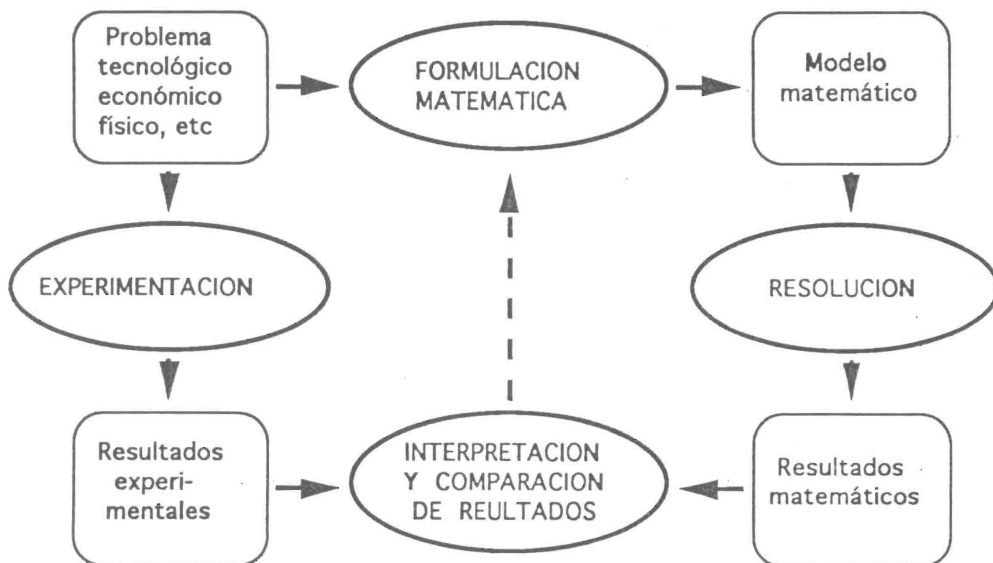 Problema
tecnológico
económico
físico, etc
FORMULACION
MATEMATICA
Modelo
matemático
EXPERIMENTACION
RESOLUCION
Resultados
experi-
mentales
INTERPRETACION
Y COMPARACION
DE REULTADOS
Resultados
matemáticos